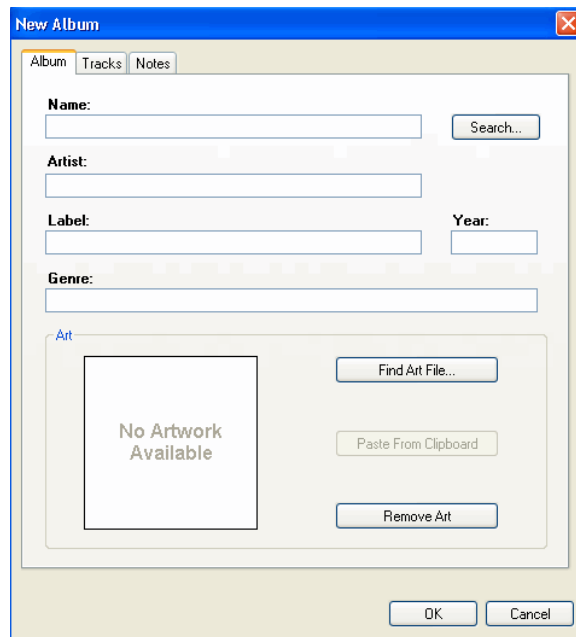 New Album
Album Tracks Notes
Name:
Search...
Artist:
Label: Year:
Genre:
Art
No Artwork
Available
Find Art File...
Paste From Clipboard
Remove Art
OK Cancel